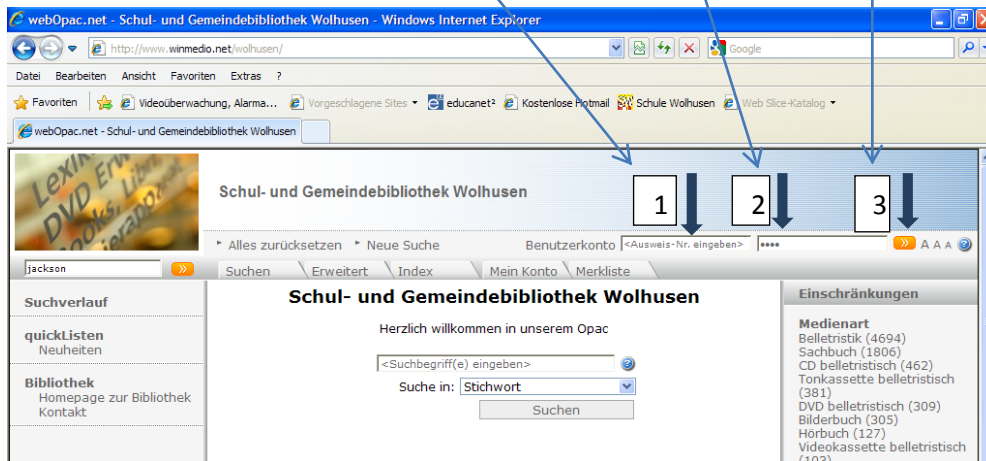 webOpac.net - Schul- und Gemeindebibliothek Wolhusen - Windows Internet Explorer
http://www.winmedio.net/wolhusen/
Google
Datei Bearbeiten Ansicht Favoriten Extras ?
Favoriten Videoüberwachung, Alarma... Vorgeschlagene Sites educanet² Kostenlose Hotmail Schule Wolhusen Web Slice-Katalog
webOpac.net - Schul- und Gemeindebibliothek Wolhusen
Schul- und Gemeindebibliothek Wolhusen
1 2 3
Alles zurücksetzen Neue Suche Benutzerkonto <Ausweis-Nr. eingeben> •••• » A A A ?
jackson »
Suchen Erweitert Index Mein Konto Merkliste
Suchverlauf
quickListen
Neuheiten
Bibliothek
Homepage zur Bibliothek
Kontakt
Schul- und Gemeindebibliothek Wolhusen
Herzlich willkommen in unserem Opac
<Suchbegriff(e) eingeben> ?
Suche in: Stichwort
Suchen
Einschränkungen
Medienart
Belletristik (4694)
Sachbuch (1806)
CD belletristisch (462)
Tonkassette belletristisch
(381)
DVD belletristisch (309)
Bilderbuch (305)
Hörbuch (127)
Videokassette belletristisch
(103)